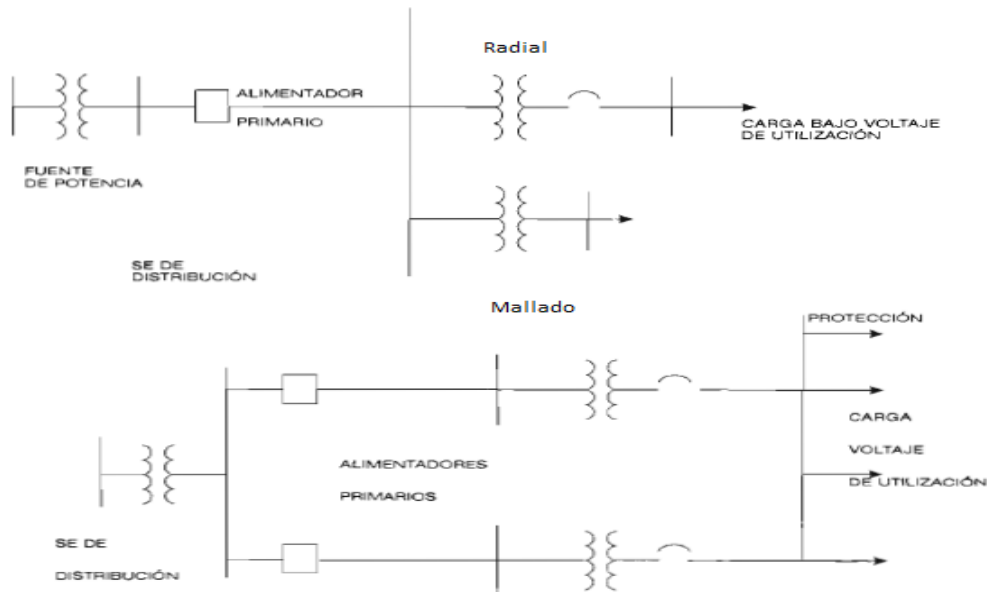 Radial
ALIMENTADOR
PRIMARIO
CARGA BAJO VOLTAJE
DE UTILIZACIÓN
FUENTE
DE POTENCIA
SE DE
DISTRIBUCIÓN
Mallado
PROTECCIÓN
CARGA
VOLTAJE
DE UTILIZACIÓN
ALIMENTADORES
PRIMARIOS
SE DE
DISTRIBUCIÓN